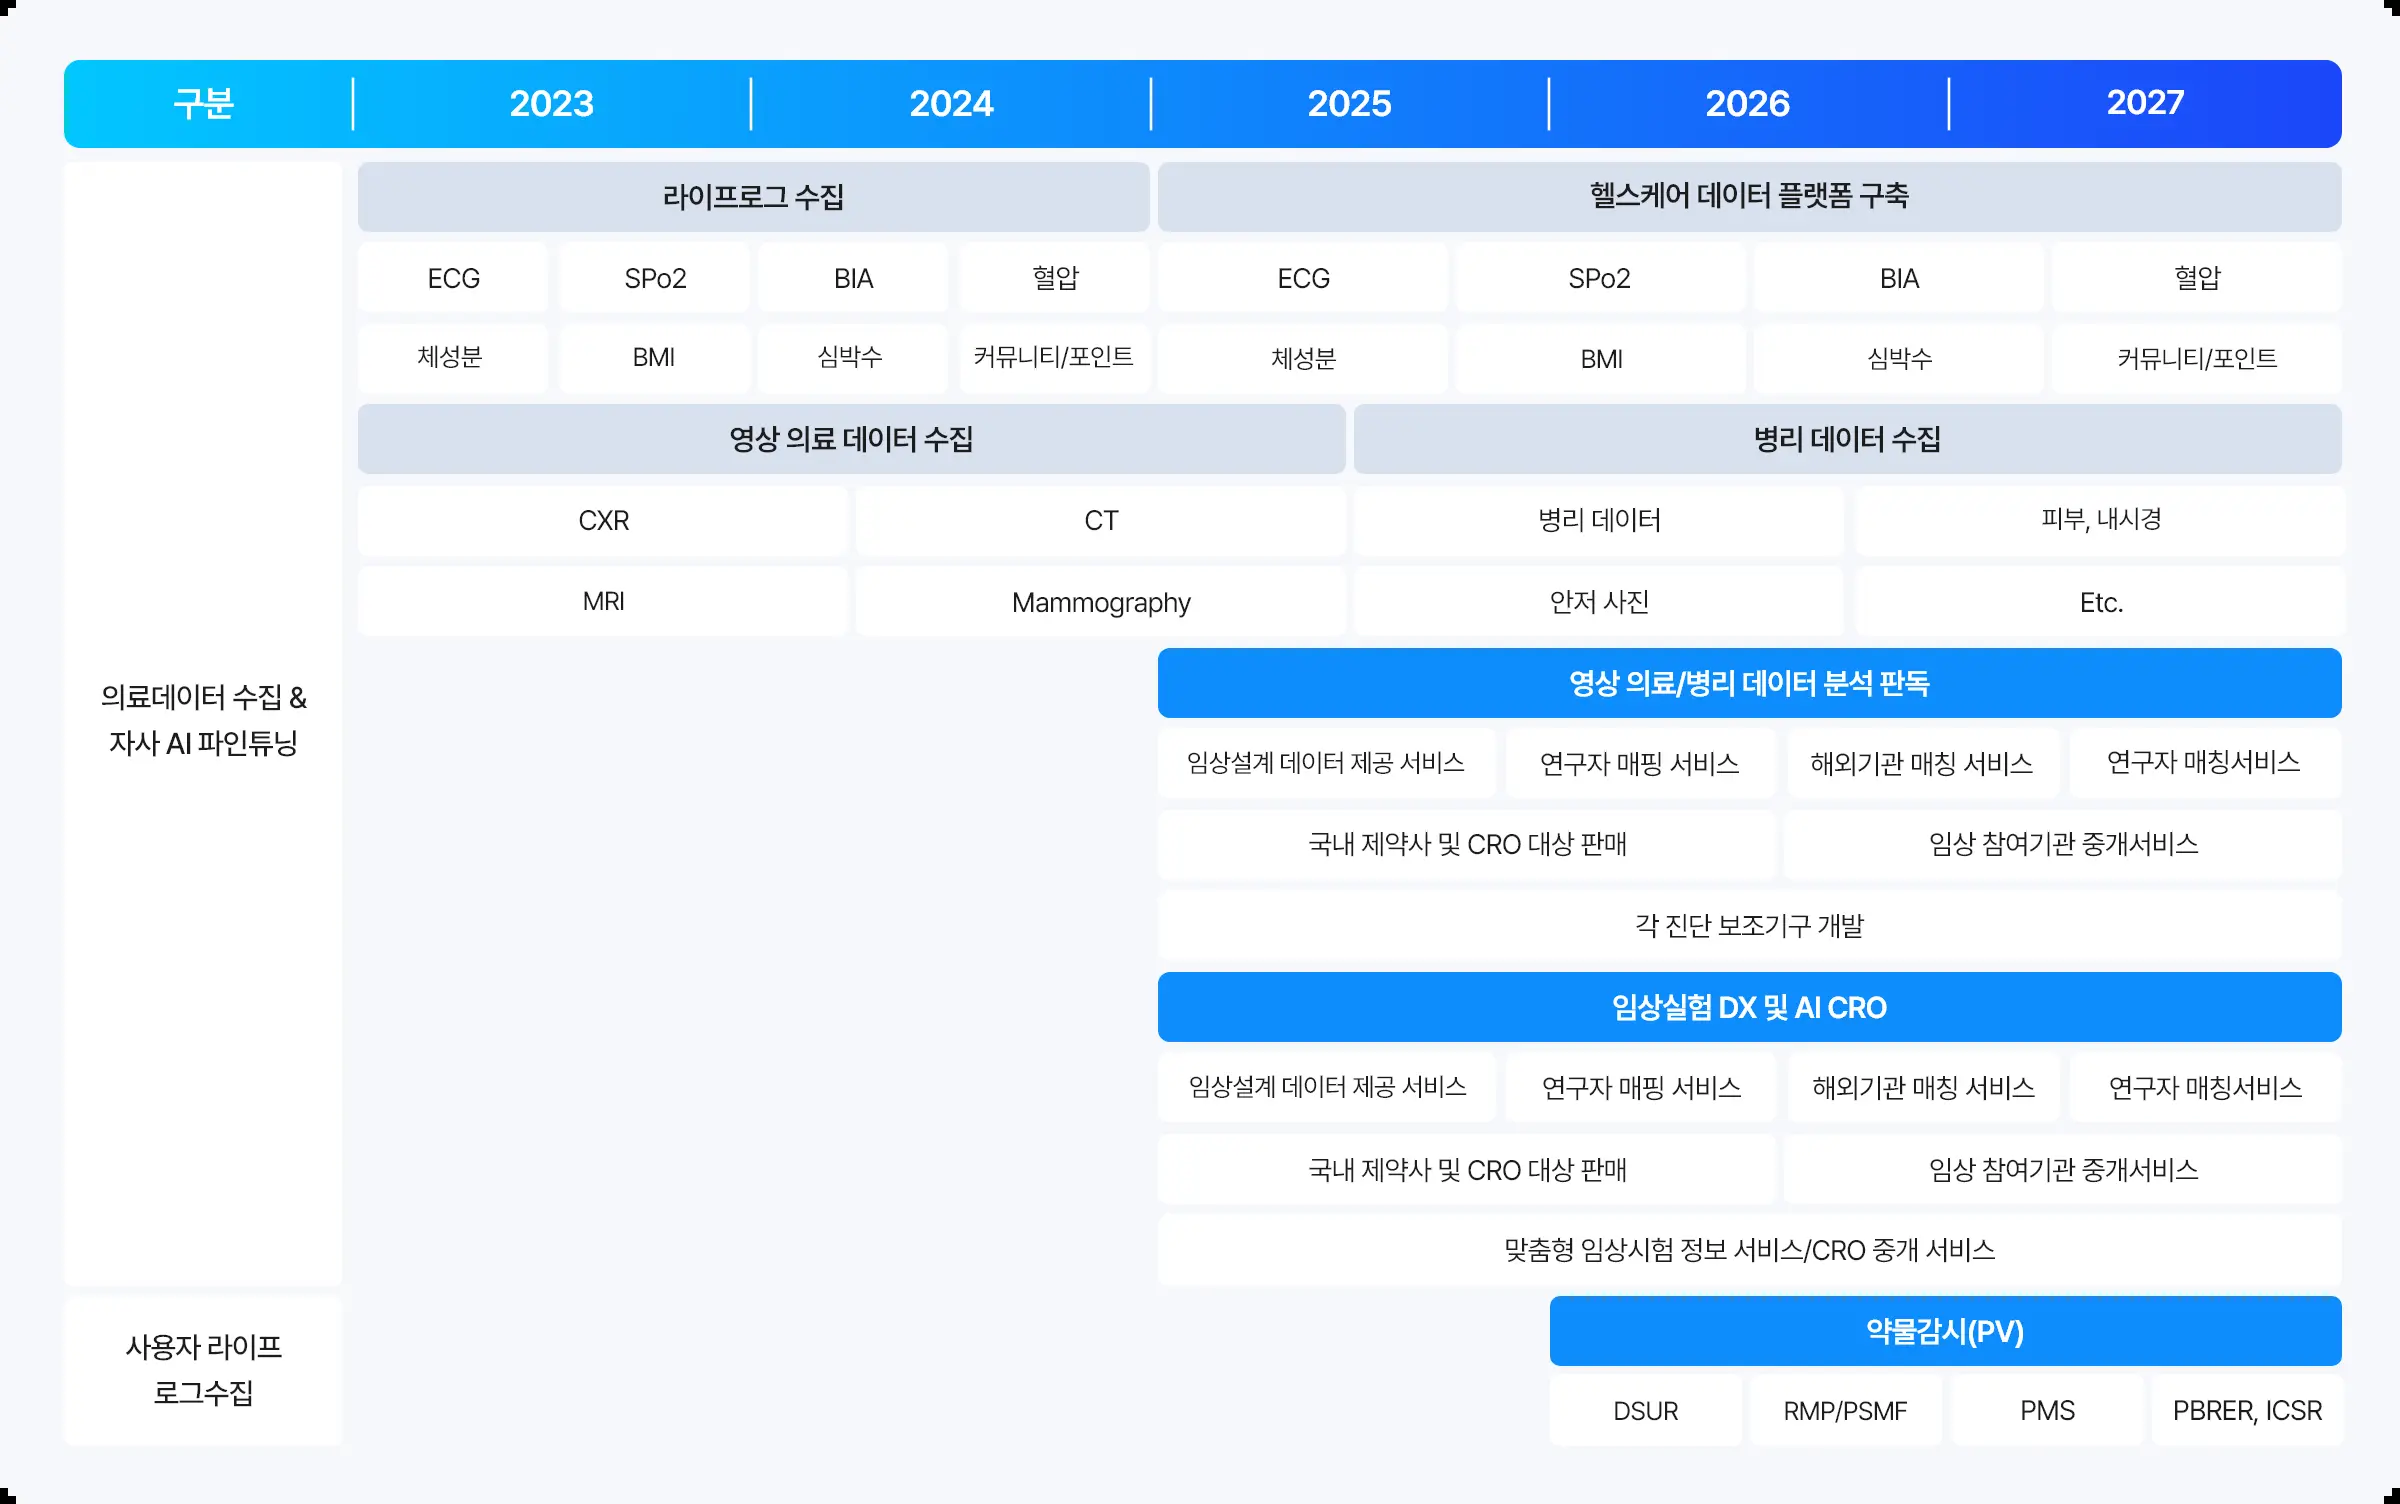 구분 2023 2024 2025 2026 2027
라이프로그 수집 헬스케어 데이터 플랫폼 구축
ECG SPo2 BIA 혈압 ECG SPo2 BIA 혈압
체성분 BMI 심박수 커뮤니티/포인트 체성분 BMI 심박수 커뮤니티/포인트
영상 의료 데이터 수집 병리 데이터 수집
CXR CT 병리 데이터 피부, 내시경
MRI Mammography 안저 사진 Etc.
의료데이터 수집 &
자사 AI 파인튜닝
영상 의료/병리 데이터 분석 판독
임상설계 데이터 제공 서비스 연구자 매핑 서비스 해외기관 매칭 서비스 연구자 매칭서비스
국내 제약사 및 CRO 대상 판매 임상 참여기관 중개서비스
각 진단 보조기구 개발
임상실험 DX 및 AI CRO
임상설계 데이터 제공 서비스 연구자 매핑 서비스 해외기관 매칭 서비스 연구자 매칭서비스
국내 제약사 및 CRO 대상 판매 임상 참여기관 중개서비스
맞춤형 임상시험 정보 서비스/CRO 중개 서비스
사용자 라이프
로그수집
약물감시(PV)
DSUR RMP/PSMF PMS PBRER, ICSR